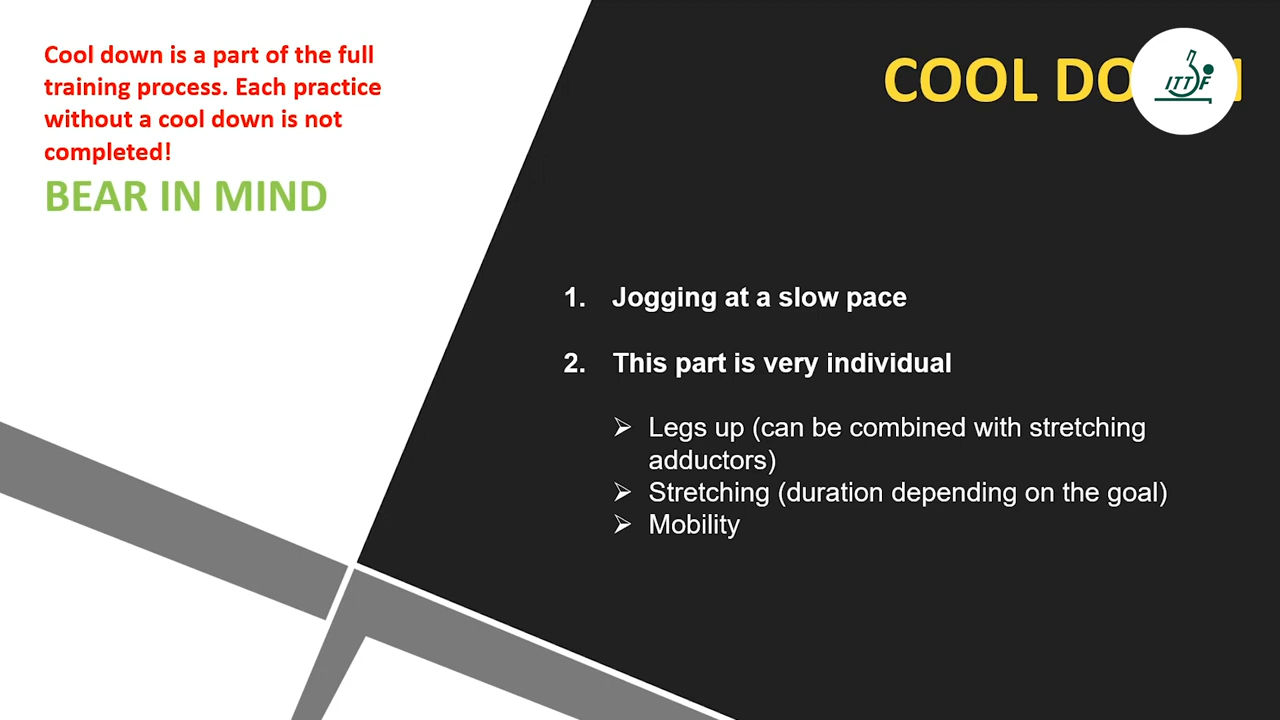 Cool down is a part of the full
training process. Each practice
without a cool down is not
completed!
BEAR IN MIND
COOL
ITTF
1. Jogging at a slow pace
2. This part is very individual
➢ Legs up (can be combined with stretching
adductors)
➢ Stretching (duration depending on the goal)
➢ Mobility